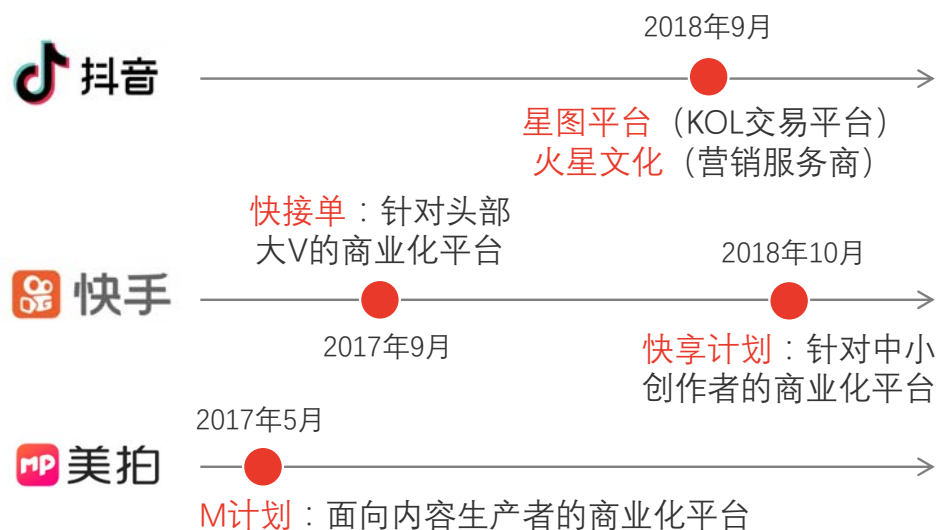 2018年9月
抖音
星图平台（KOL交易平台）
火星文化（营销服务商）
快接单：针对头部
大V的商业化平台
2018年10月
快手
2017年9月
快享计划：针对中小
创作者的商业化平台
2017年5月
MP 美拍
M计划：面向内容生产者的商业化平台